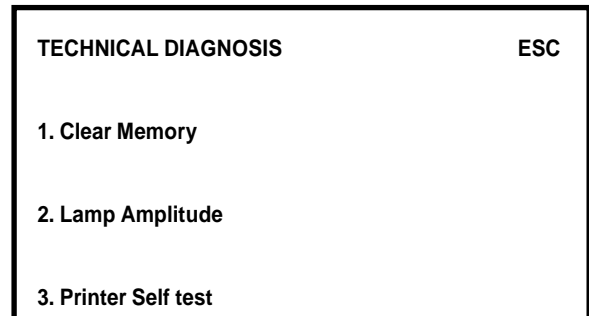 TECHNICAL DIAGNOSIS ESC
1. Clear Memory
2. Lamp Amplitude
3. Printer Self test